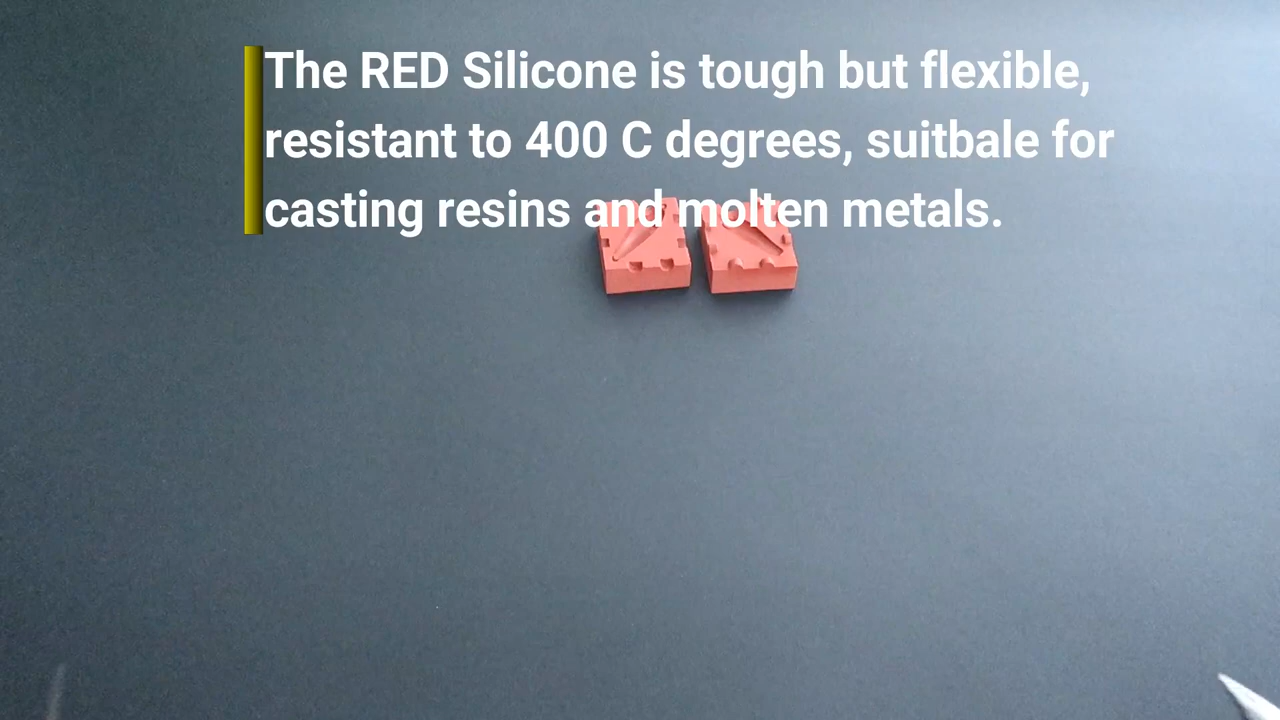 The RED Silicone is tough but flexible,
resistant to 400 C degrees, suitbale for
casting resins and molten metals.